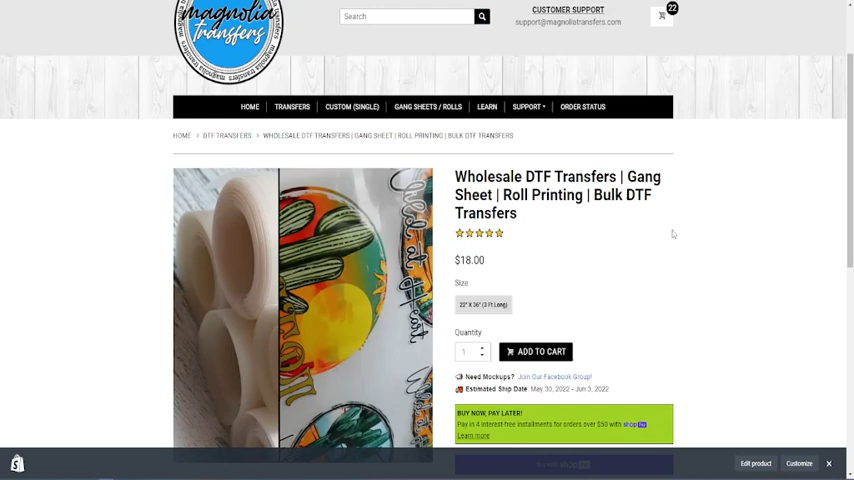 magnolia
transfers
Search
CUSTOMER SUPPORT
support@magnoliatransfers.com
22
HOME
TRANSFERS
CUSTOM (SINGLE)
GANG SHEETS / ROLLS
LEARN
SUPPORT
ORDER STATUS
HOME > DTF TRANSFERS > WHOLESALE DTF TRANSFERS | GANG SHEET | ROLL PRINTING | BULK DTF TRANSFERS
Wholesale DTF Transfers | Gang
Sheet | Roll Printing | Bulk DTF
Transfers
$18.00
Size
22" X 36" (3 Ft Long)
Quantity
1
ADD TO CART
Need Mockups? Join Our Facebook Group!
Estimated Ship Date: May 30, 2022 - Jun 3, 2022
BUY NOW, PAY LATER!
Pay in 4 interest-free installments for orders over $50 with shop
Learn more
Edit product
Customize